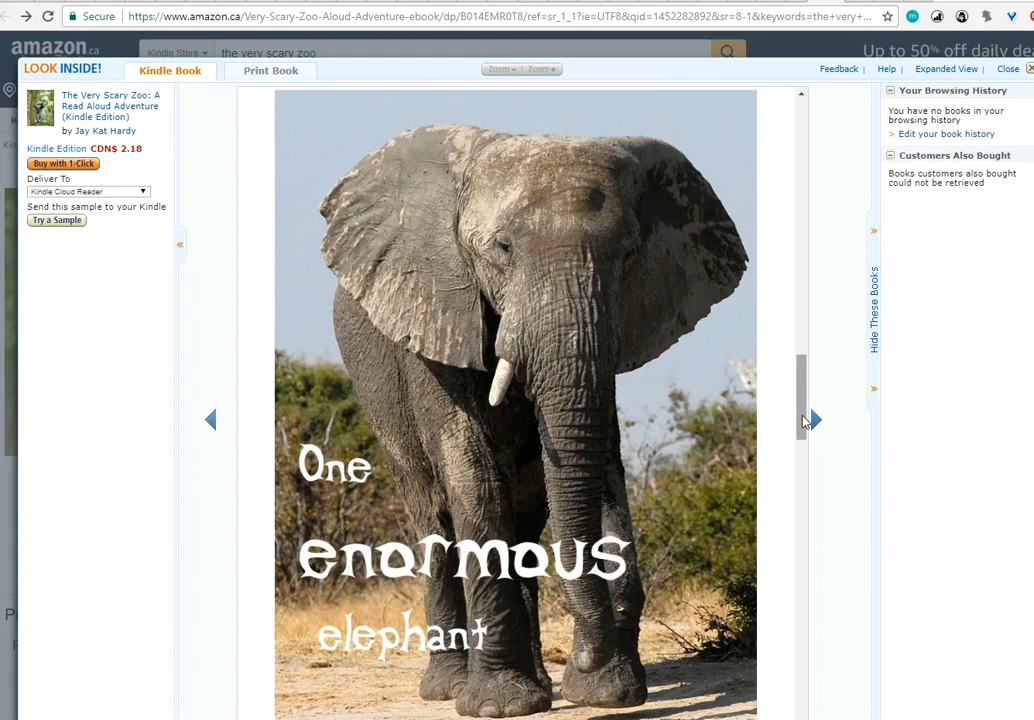 Secure
https://www.amazon.ca/Very-Scary-Zoo-Aloud-Adventure-ebook/dp/B014EMR0T8/ref=sr_1_1?ie=UTF8&qid=1452282892&sr=8-1&keywords=the+very+...
amazon.ca
Kindle Store
the very scary zoo
Up to 50% off daily dea
LOOK INSIDE!
Kindle Book
Print Book
Zoom –
Zoom +
Feedback |
Help |
Expanded View |
Close
The Very Scary Zoo: A
Read Aloud Adventure
(Kindle Edition)
by Jay Kat Hardy
Kindle Edition CDN$ 2.18
Buy with 1-Click
Deliver To
Kindle Cloud Reader
Send this sample to your Kindle
Try a Sample
One
enormous
elephant
Hide These Books
Your Browsing History
You have no books in your
browsing history
> Edit your book history
Customers Also Bought
Books customers also bought
could not be retrieved